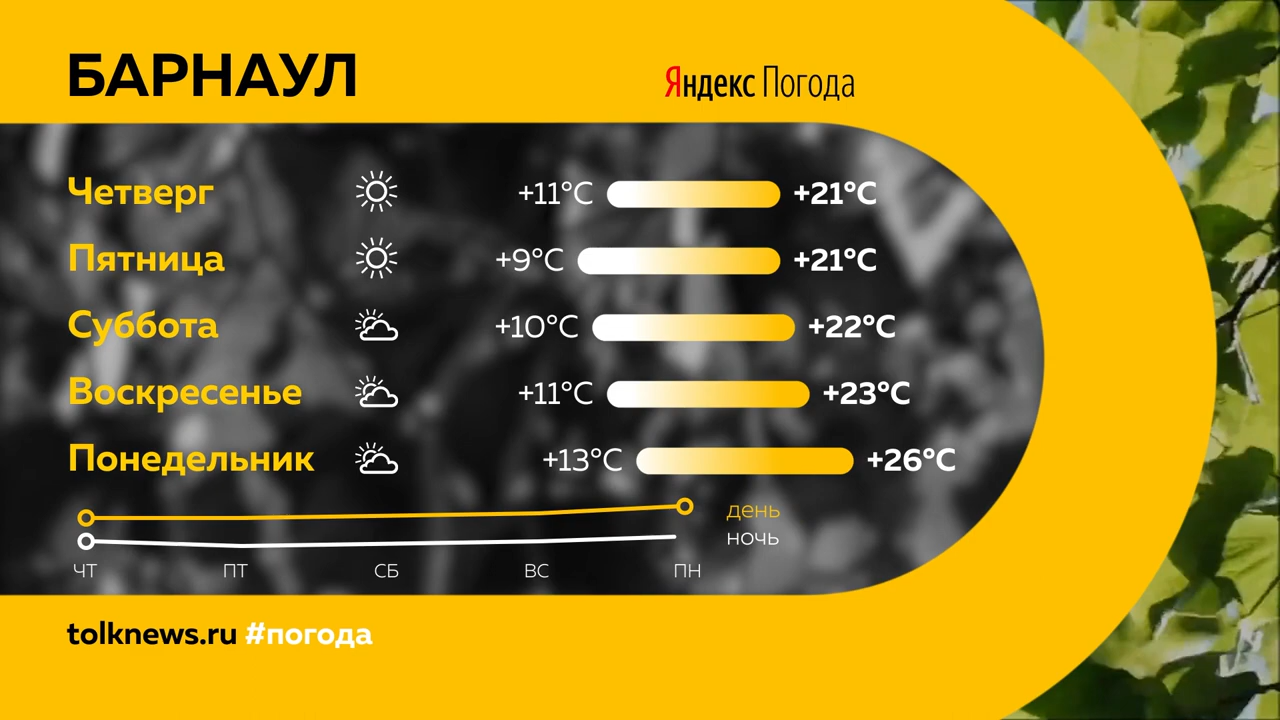 БАРНАУЛ
Яндекс Погода
Четверг +11°C +21°C
Пятница +9°C +21°C
Суббота +10°C +22°C
Воскресенье +11°C +23°C
Понедельник +13°C +26°C
день
ночь
ЧТ ПТ СБ ВС ПН
tolknews.ru #погода